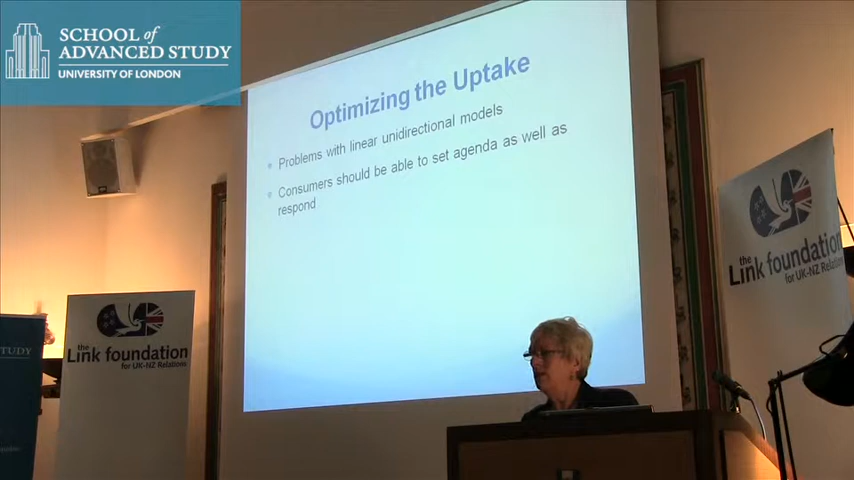 SCHOOL of
ADVANCED STUDY
UNIVERSITY OF LONDON
Optimizing the Uptake
Problems with linear unidirectional models
Consumers should be able to set agenda as well as
respond
the
Link foundation
for UK-NZ Relations
the
Link foundation
for UK-NZ Relations
STUDY